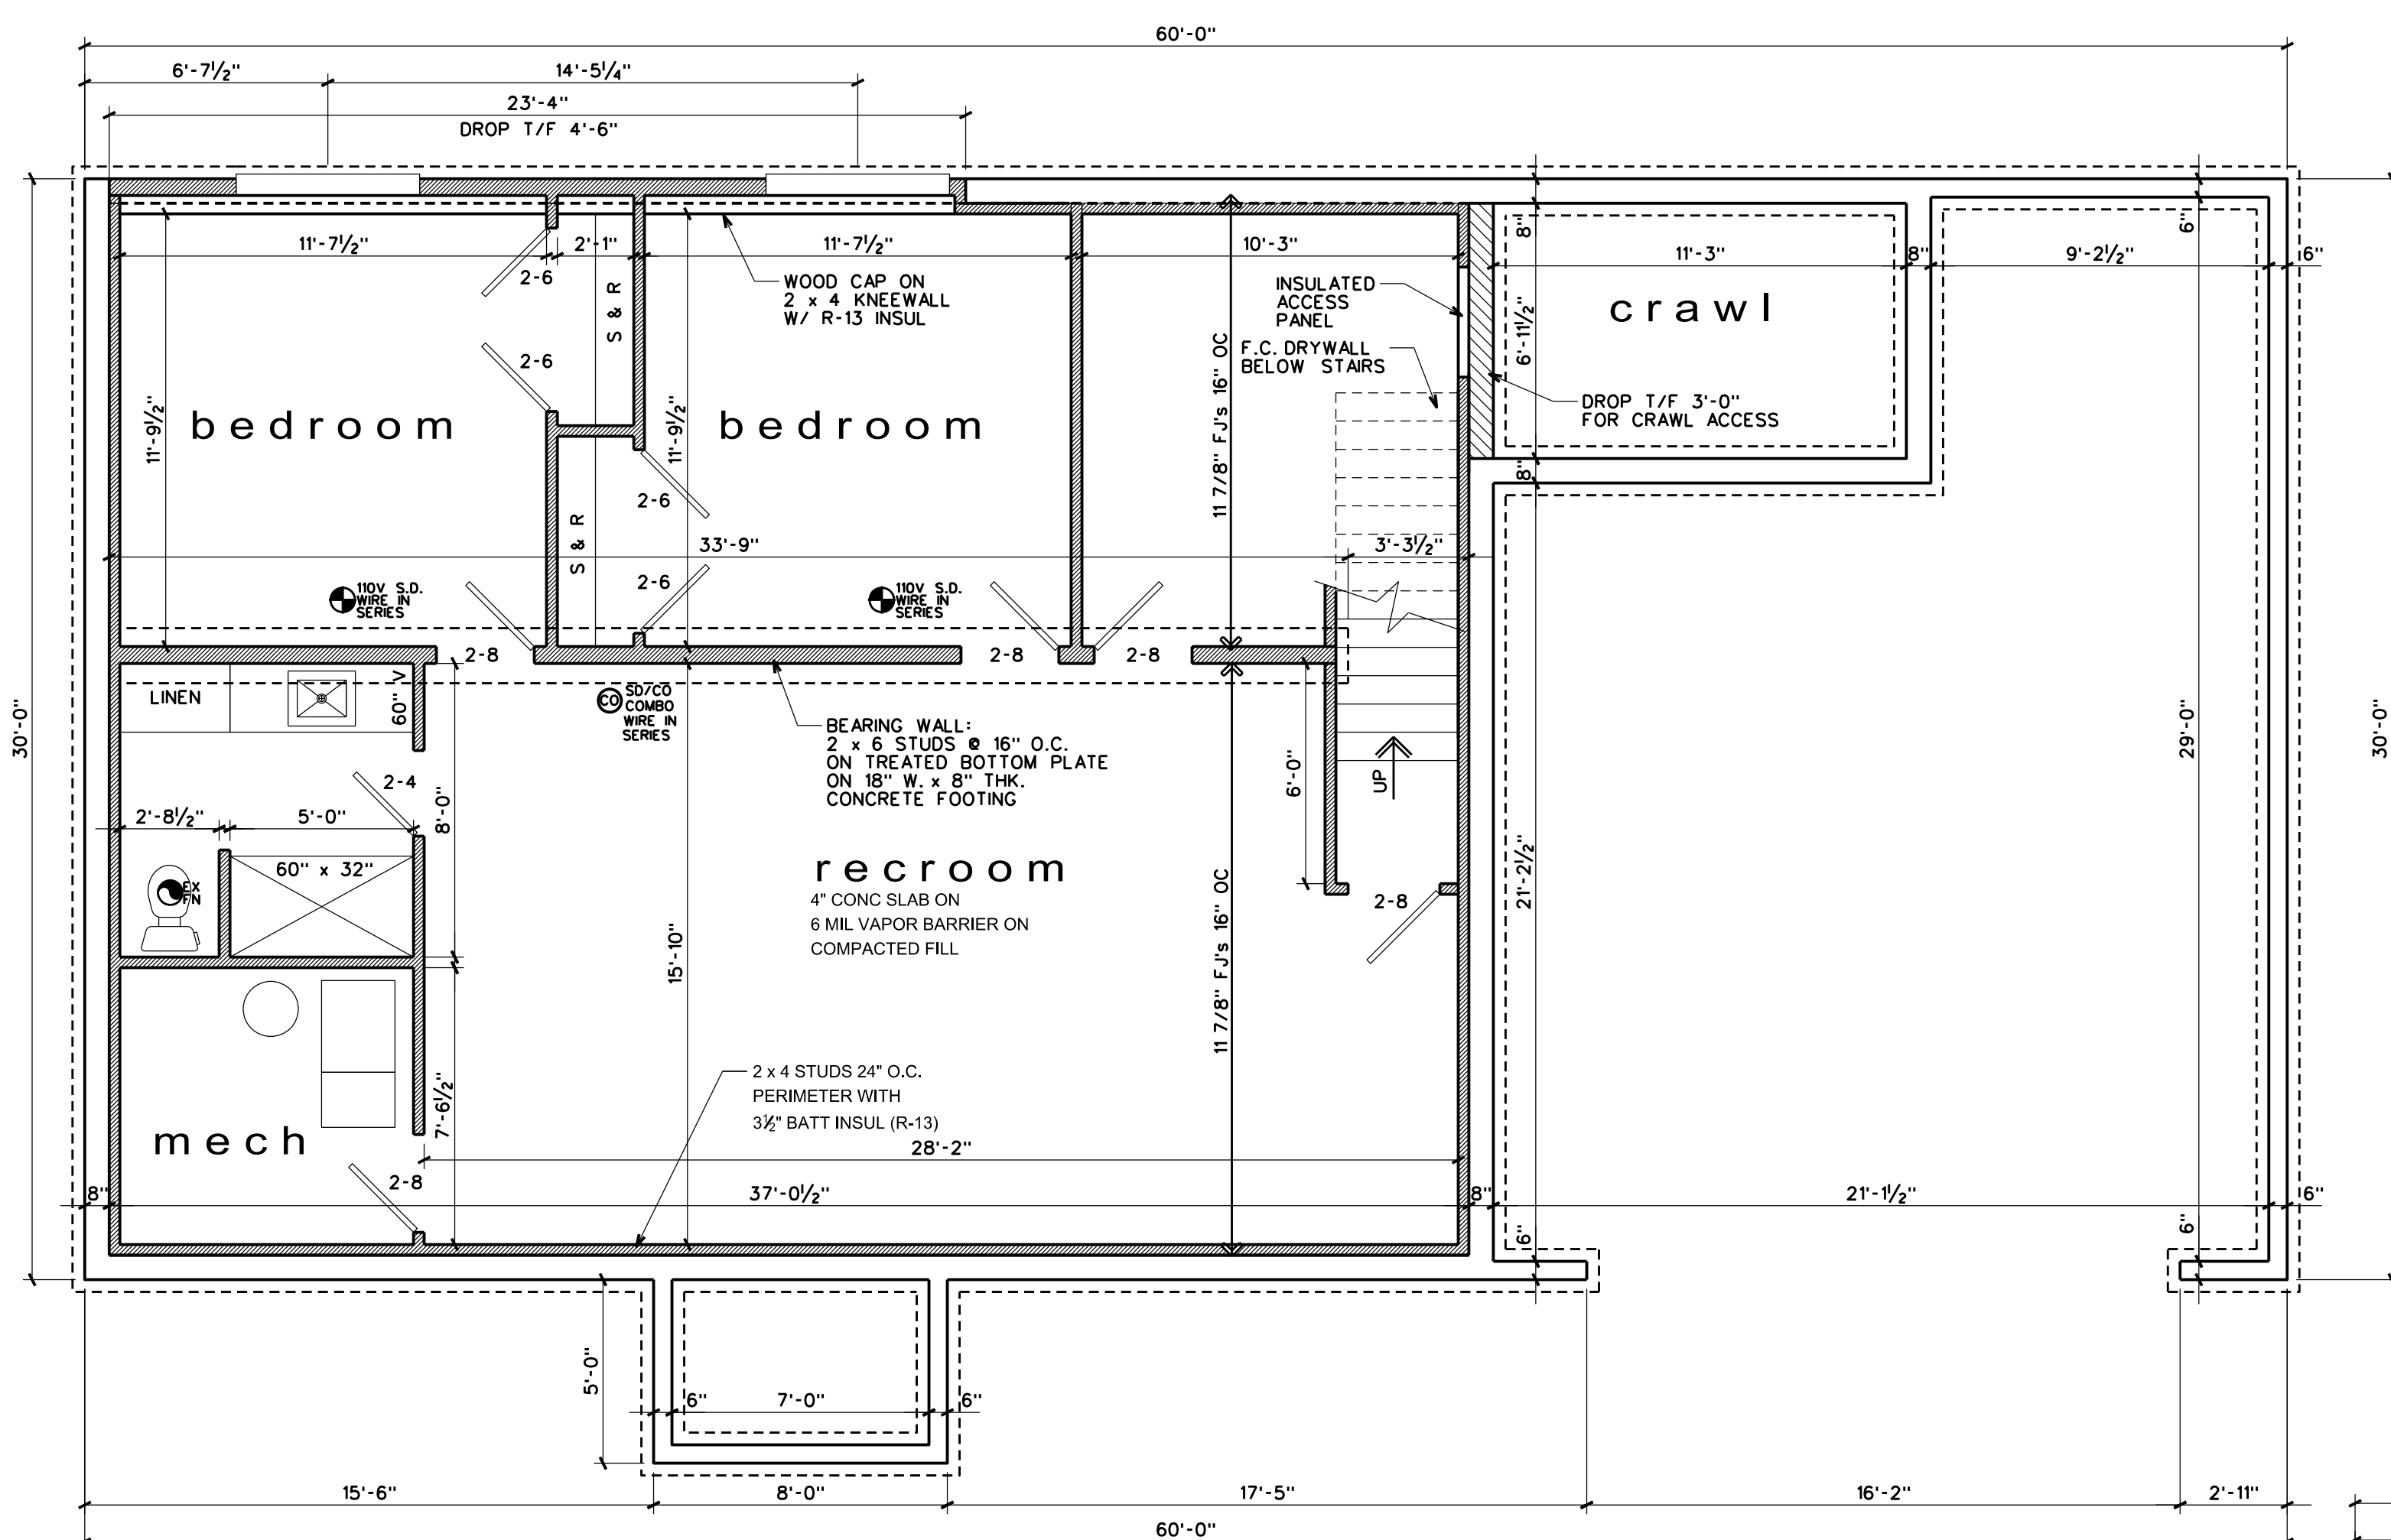 60'-0"
6'-7½"
14'-5¼"
23'-4"
DROP T/F 4'-6"
11'-7½"
2'-1"
11'-7½"
10'-3"
8"
11'-3"
8"
6"
9'-2½"
6"
2-6
S & R
WOOD CAP ON
2 x 4 KNEEWALL
W/ R-13 INSUL
INSULATED
ACCESS
PANEL
crawl
6'-11½"
2-6
F.C. DRYWALL
BELOW STAIRS
11 7/8" FJ's 16" OC
DROP T/F 3'-0"
FOR CRAWL ACCESS
11'-9½"
bedroom
11'-9½"
bedroom
8"
2-6
S & R
33'-9"
3'-3½"
2-6
110V S.D.
WIRE IN
SERIES
110V S.D.
WIRE IN
SERIES
2-8
2-8
2-8
LINEN
60" V
CO
SD/CO
COMBO
WIRE IN
SERIES
30'-0"
29'-0"
30'-0"
BEARING WALL:
2 x 6 STUDS @ 16" O.C.
ON TREATED BOTTOM PLATE
ON 18" W. x 8" THK.
CONCRETE FOOTING
6'-0"
UP
2-4
2'-8½"
5'-0"
8'-0"
60" x 32"
EX
FN
recroom
4" CONC SLAB ON
6 MIL VAPOR BARRIER ON
COMPACTED FILL
21'-2½"
2-8
15'-10"
11 7/8" FJ's 16" OC
2 x 4 STUDS 24" O.C.
PERIMETER WITH
3½" BATT INSUL (R-13)
7'-6½"
mech
28'-2"
2-8
8"
37'-0½"
8"
21'-1½"
6"
6"
6"
5'-0"
6"
7'-0"
6"
15'-6"
8'-0"
17'-5"
16'-2"
2'-11"
60'-0"